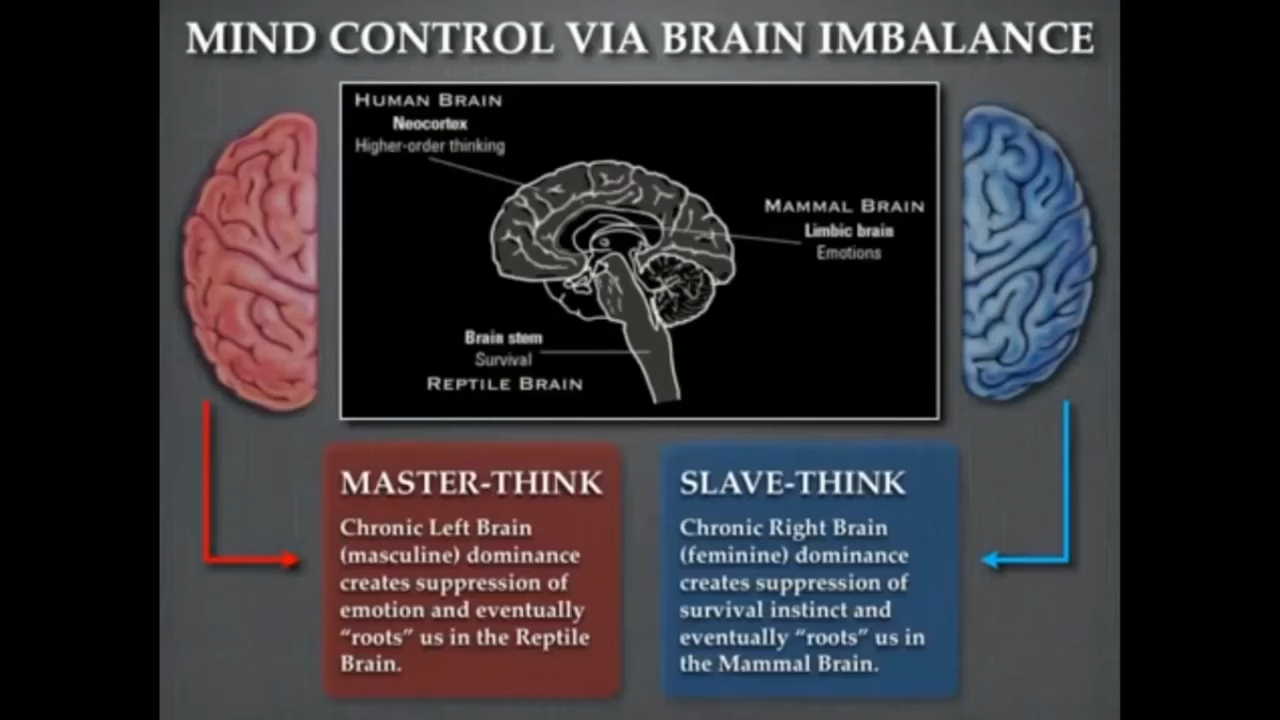 MIND CONTROL VIA BRAIN IMBALANCE
HUMAN BRAIN
Neocortex
Higher-order thinking
MAMMAL BRAIN
Limbic brain
Emotions
Brain stem
Survival
REPTILE BRAIN
MASTER-THINK
Chronic Left Brain
(masculine) dominance
creates suppression of
emotion and eventually
“roots” us in the Reptile
Brain.
SLAVE-THINK
Chronic Right Brain
(feminine) dominance
creates suppression of
survival instinct and
eventually “roots” us in
the Mammal Brain.